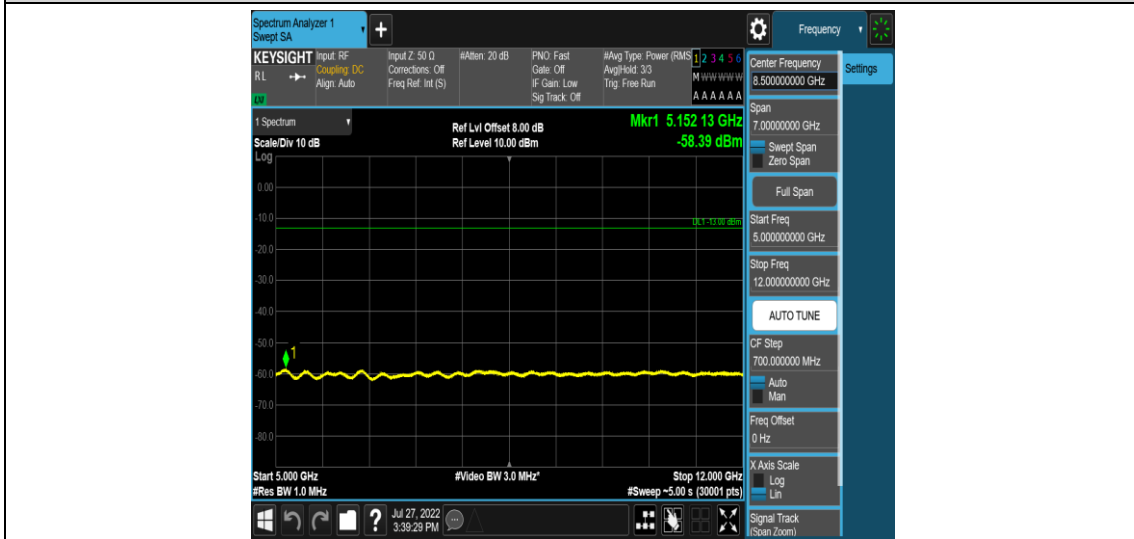 Spectrum Analyzer 1
Swept SA
+
Frequency
KEYSIGHT
RL
Input: RF
Coupling: DC
Align: Auto
Input Z: 50 Ω
Corrections: Off
Freq Ref: Int (S)
#Atten: 20 dB
PNO: Fast
Gate: Off
IF Gain: Low
Sig Track: Off
#Avg Type: Power (RMS
Avg|Hold: 3/3
Trig: Free Run
1 2 3 4 5 6
M W W W W W
A A A A A A
1 Spectrum
Scale/Div 10 dB
Log
Ref Lvl Offset 8.00 dB
Ref Level 10.00 dBm
Mkr1 5.152 13 GHz
-58.39 dBm
0.00
-10.0
DL1 -13.00 dBm
-20.0
-30.0
-40.0
-50.0
1
-60.0
-70.0
-80.0
Start 5.000 GHz
#Res BW 1.0 MHz
#Video BW 3.0 MHz*
Stop 12.000 GHz
#Sweep ~5.00 s (30001 pts)
?
Jul 27, 2022
3:39:29 PM
Center Frequency
8.500000000 GHz
Settings
Span
7.00000000 GHz
Swept Span
Zero Span
Full Span
Start Freq
5.000000000 GHz
Stop Freq
12.000000000 GHz
AUTO TUNE
CF Step
700.000000 MHz
Auto
Man
Freq Offset
0 Hz
X Axis Scale
Log
Lin
Signal Track
(Span Zoom)